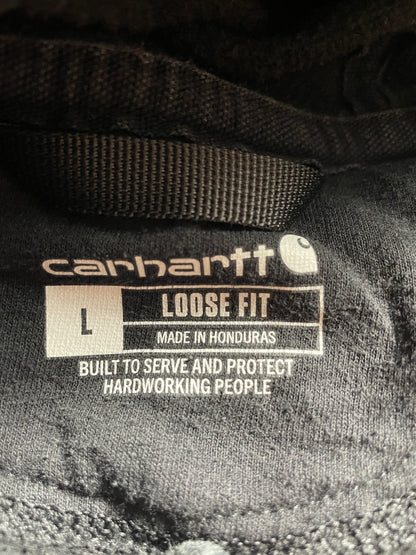 carhartt
L
LOOSE FIT
MADE IN HONDURAS
BUILT TO SERVE AND PROTECT
HARDWORKING PEOPLE